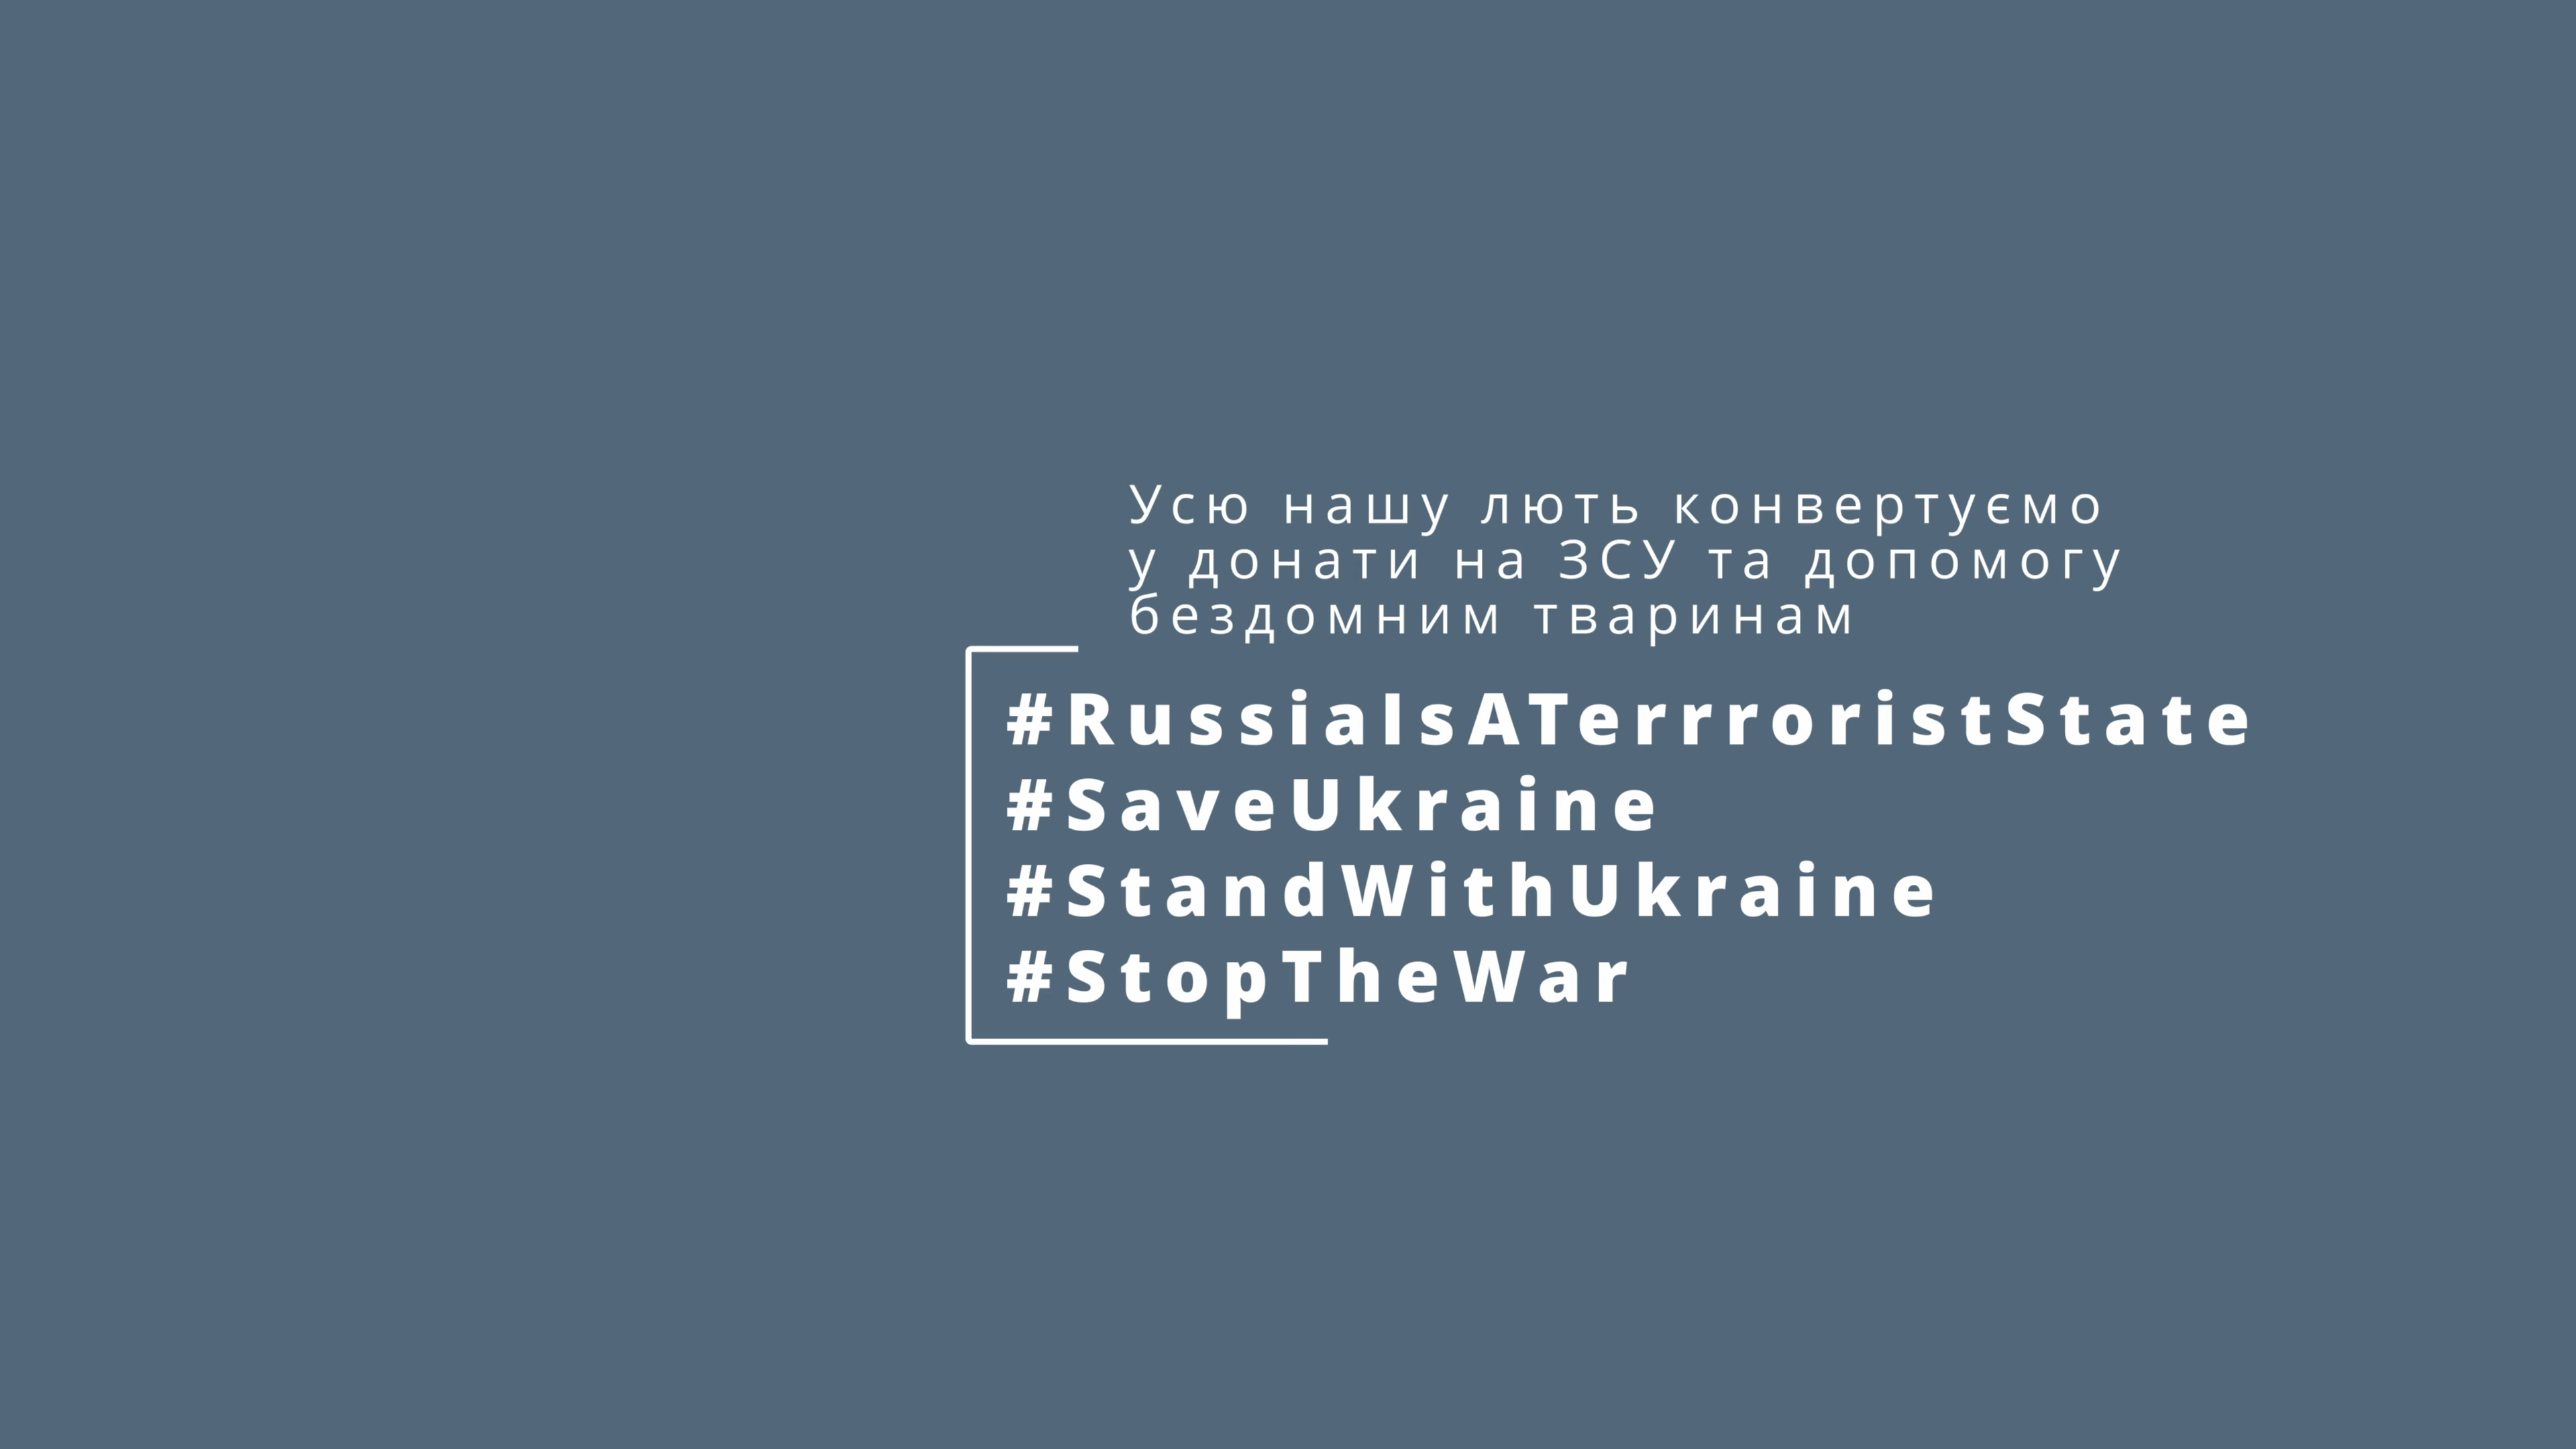 Усю нашу лють конвертуємо
у донати на ЗСУ та допомогу
бездомним тваринам
#RussiaIsATerrroristState
#SaveUkraine
#StandWithUkraine
#StopTheWar